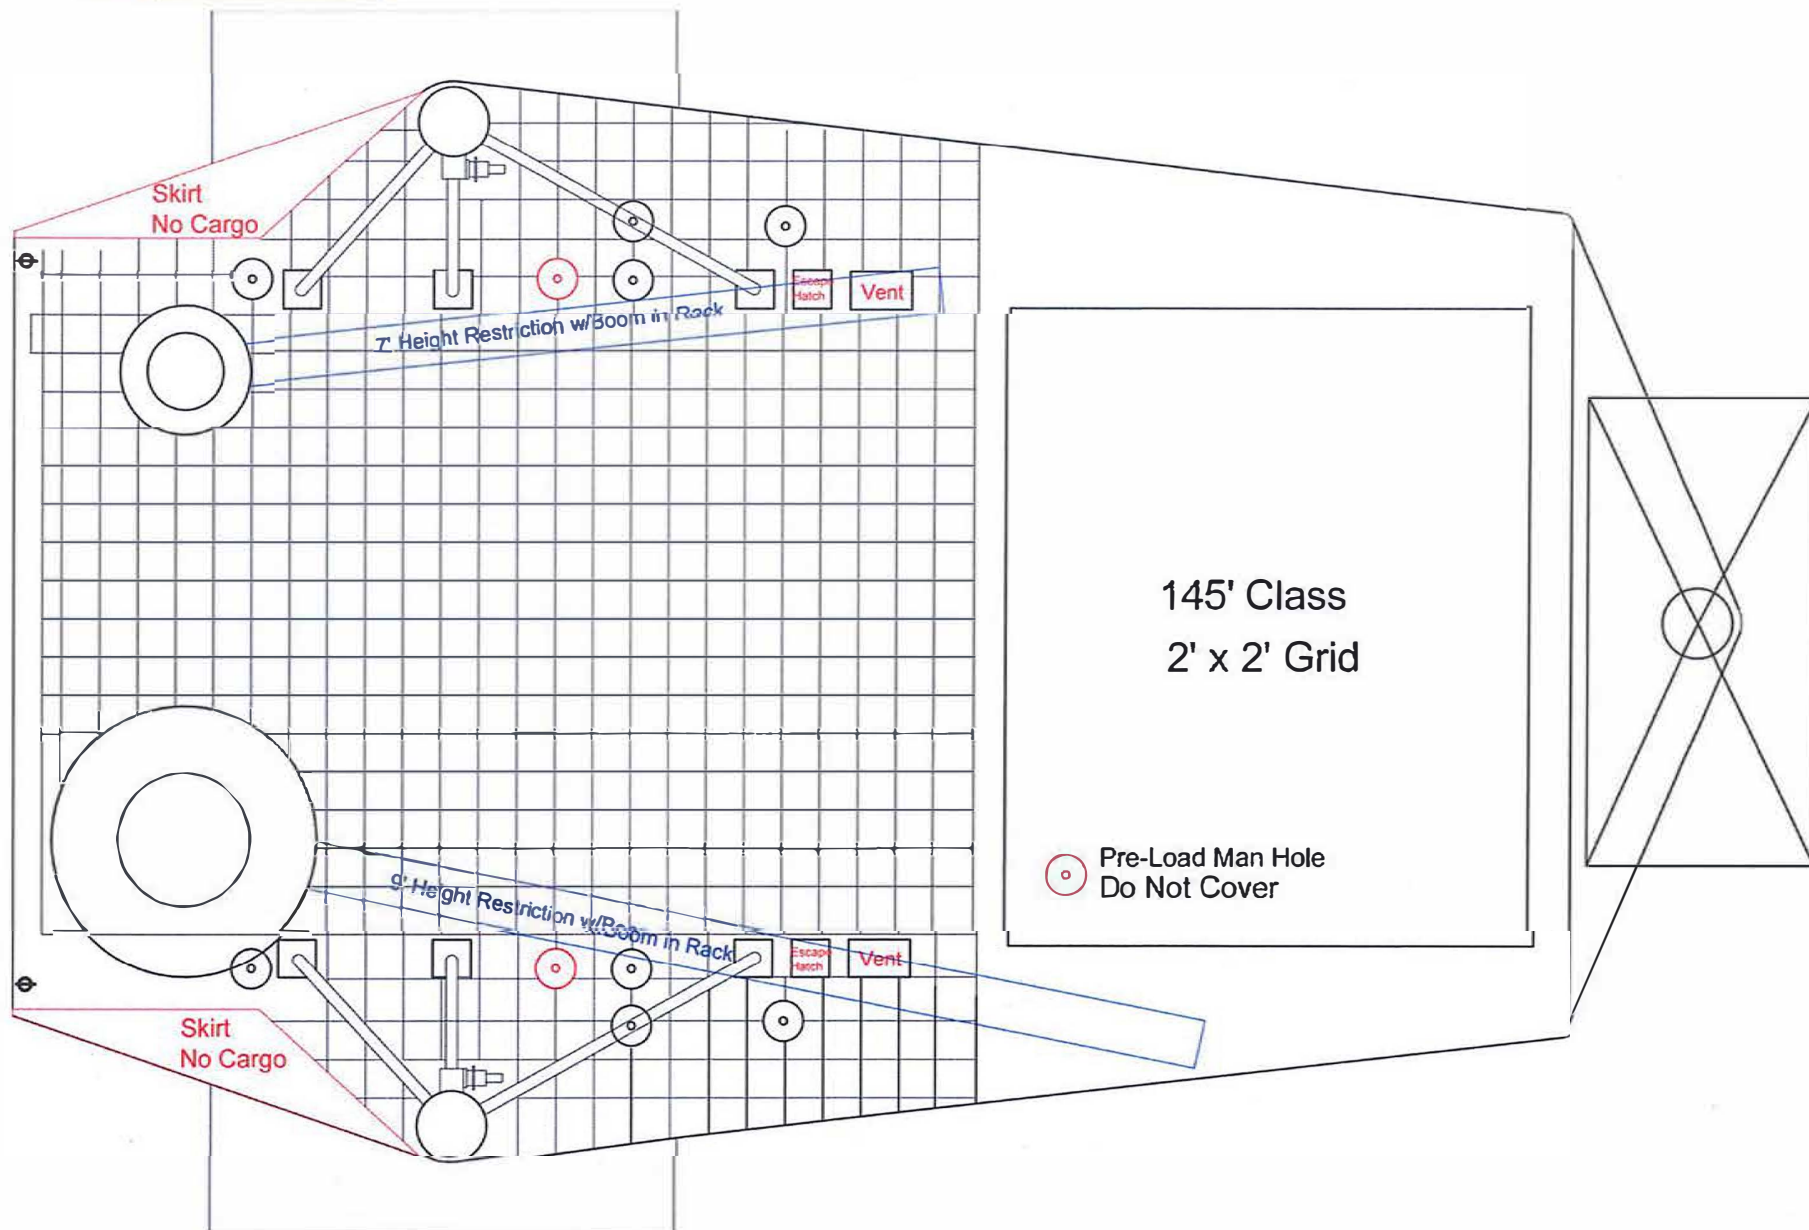 Skirt
No Cargo
Escape
Hatch
Vent
7' Height Restriction w/Boom in Rack
145' Class
2' x 2' Grid
Pre-Load Man Hole
Do Not Cover
9' Height Restriction w/Boom in Rack
Escape
Hatch
Vent
Skirt
No Cargo